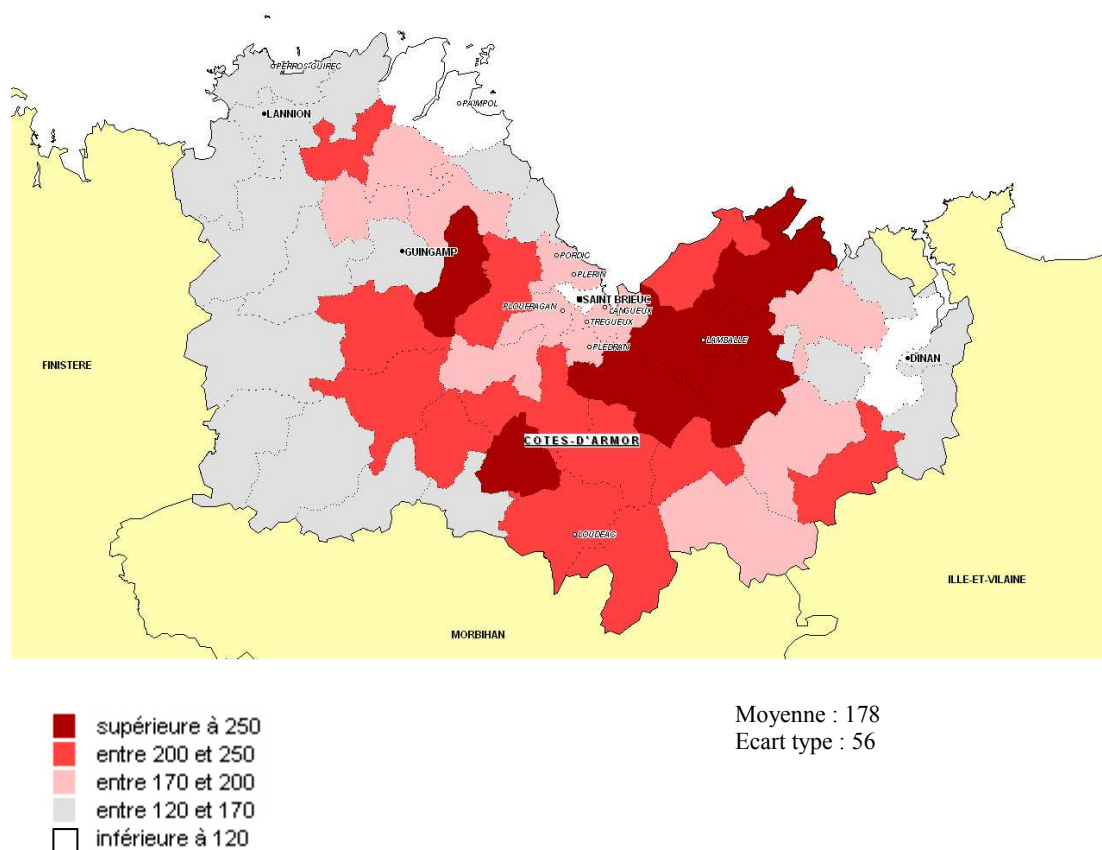 PERROS-GUIREC
PAIMPOL
LANNION
GUINGAMP
PORDIC
PLERIN
SAINT BRIEUC
PLOUFRAGAN
LANGUEUX
TREGUEUX
LAMBALLE
PLEDRAN
DINAN
FINISTERE
COTES-D'ARMOR
LOUDEAC
ILLE-ET-VILAINE
MORBIHAN
supérieure à 250
entre 200 et 250
entre 170 et 200
entre 120 et 170
inférieure à 120
Moyenne : 178
Ecart type : 56